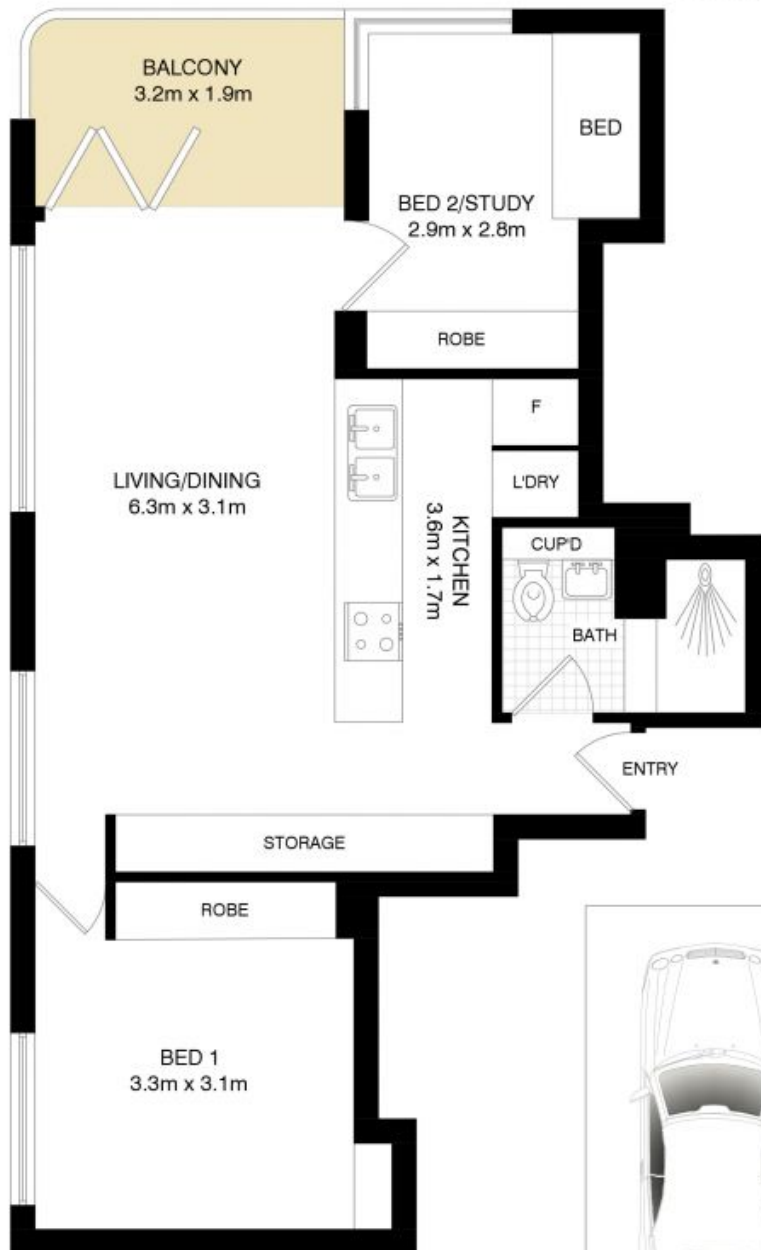 BALCONY
3.2m x 1.9m
BED
BED 2/STUDY
2.9m x 2.8m
ROBE
F
L'DRY
LIVING/DINING
6.3m x 3.1m
KITCHEN
3.6m x 1.7m
CUP'D
BATH
ENTRY
STORAGE
ROBE
BED 1
3.3m x 3.1m